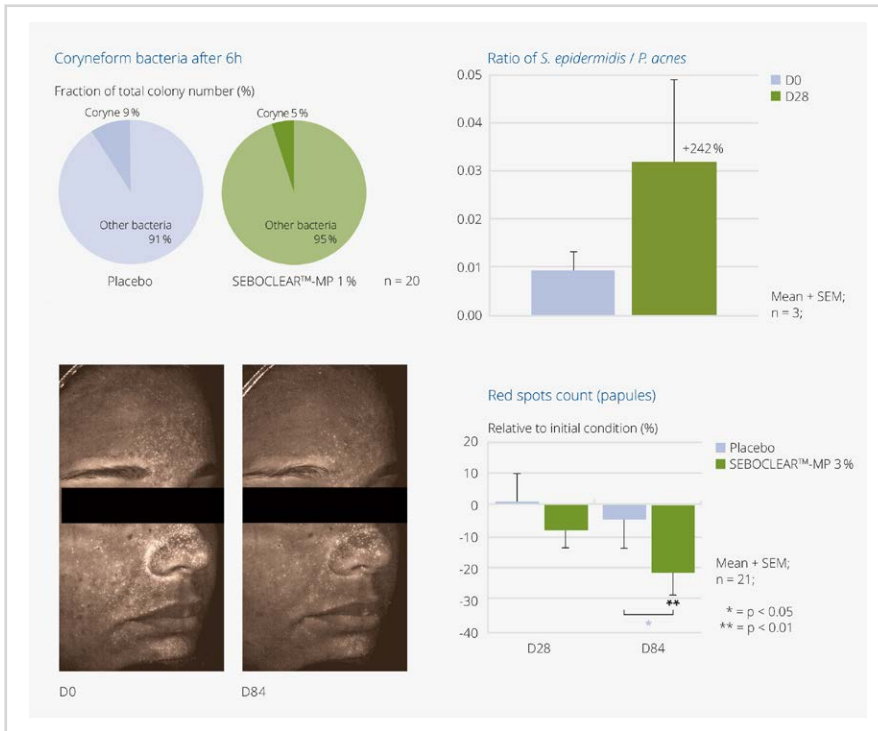 Coryneform bacteria after 6h
Fraction of total colony number (%)
Coryne 9 %
Other bacteria
91 %
Placebo
Coryne 5 %
Other bacteria
95 %
SEBOCLEAR™-MP 1 %
n = 20
Ratio of S. epidermidis / P. acnes
0.05
0.04
0.03
0.02
0.01
0.00
+242 %
D0
D28
Mean + SEM;
n = 3;
D0
D84
Red spots count (papules)
Relative to initial condition (%)
20
10
0
-10
-20
-30
-40
**
*
D28
D84
Placebo
SEBOCLEAR™-MP 3 %
Mean + SEM;
n = 21;
* = p < 0.05
** = p < 0.01